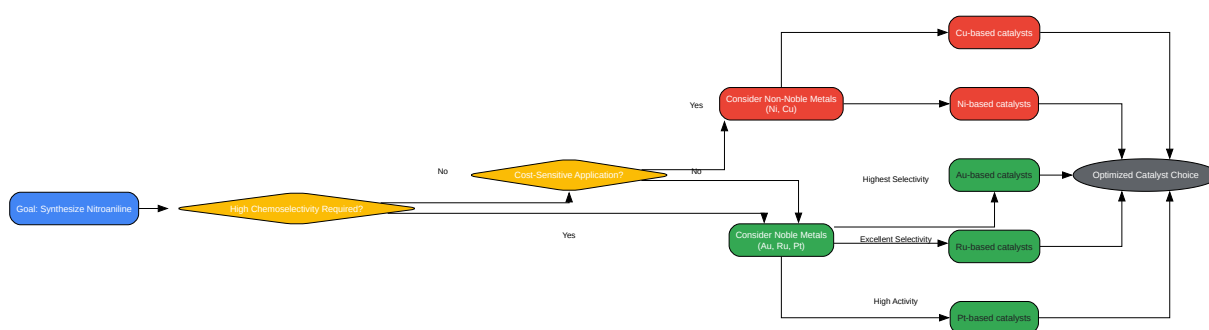 Goal: Synthesize Nitroaniline
High Chemoselectivity Required?
No
Yes
Cost-Sensitive Application?
Yes
No
Consider Non-Noble Metals
(Ni, Cu)
Consider Noble Metals
(Au, Ru, Pt)
Highest Selectivity
Excellent Selectivity
High Activity
Cu-based catalysts
Ni-based catalysts
Au-based catalysts
Ru-based catalysts
Pt-based catalysts
Optimized Catalyst Choice